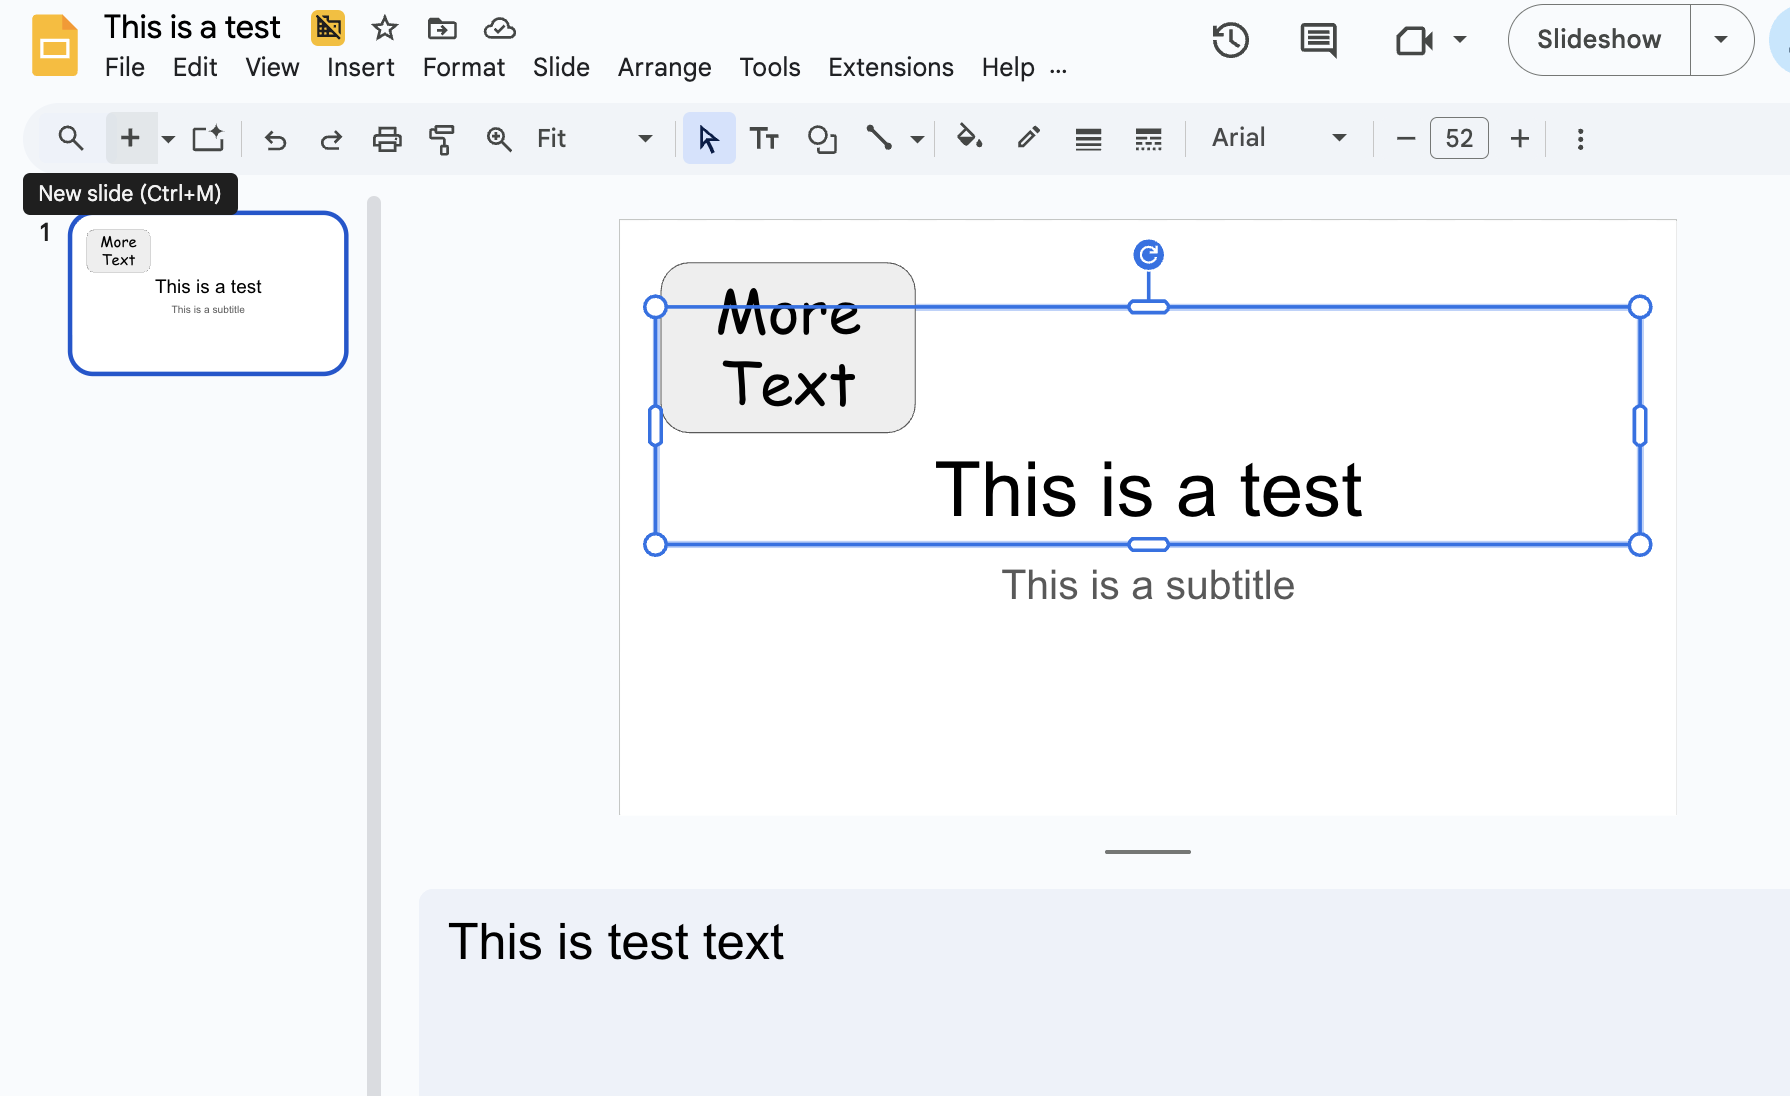 This is a test
File Edit View Insert Format Slide Arrange Tools Extensions Help ...
Slideshow
Fit
Arial
52
New slide (Ctrl+M)
1
More
Text
This is a test
This is a subtitle
More
Text
This is a test
This is a subtitle
This is test text